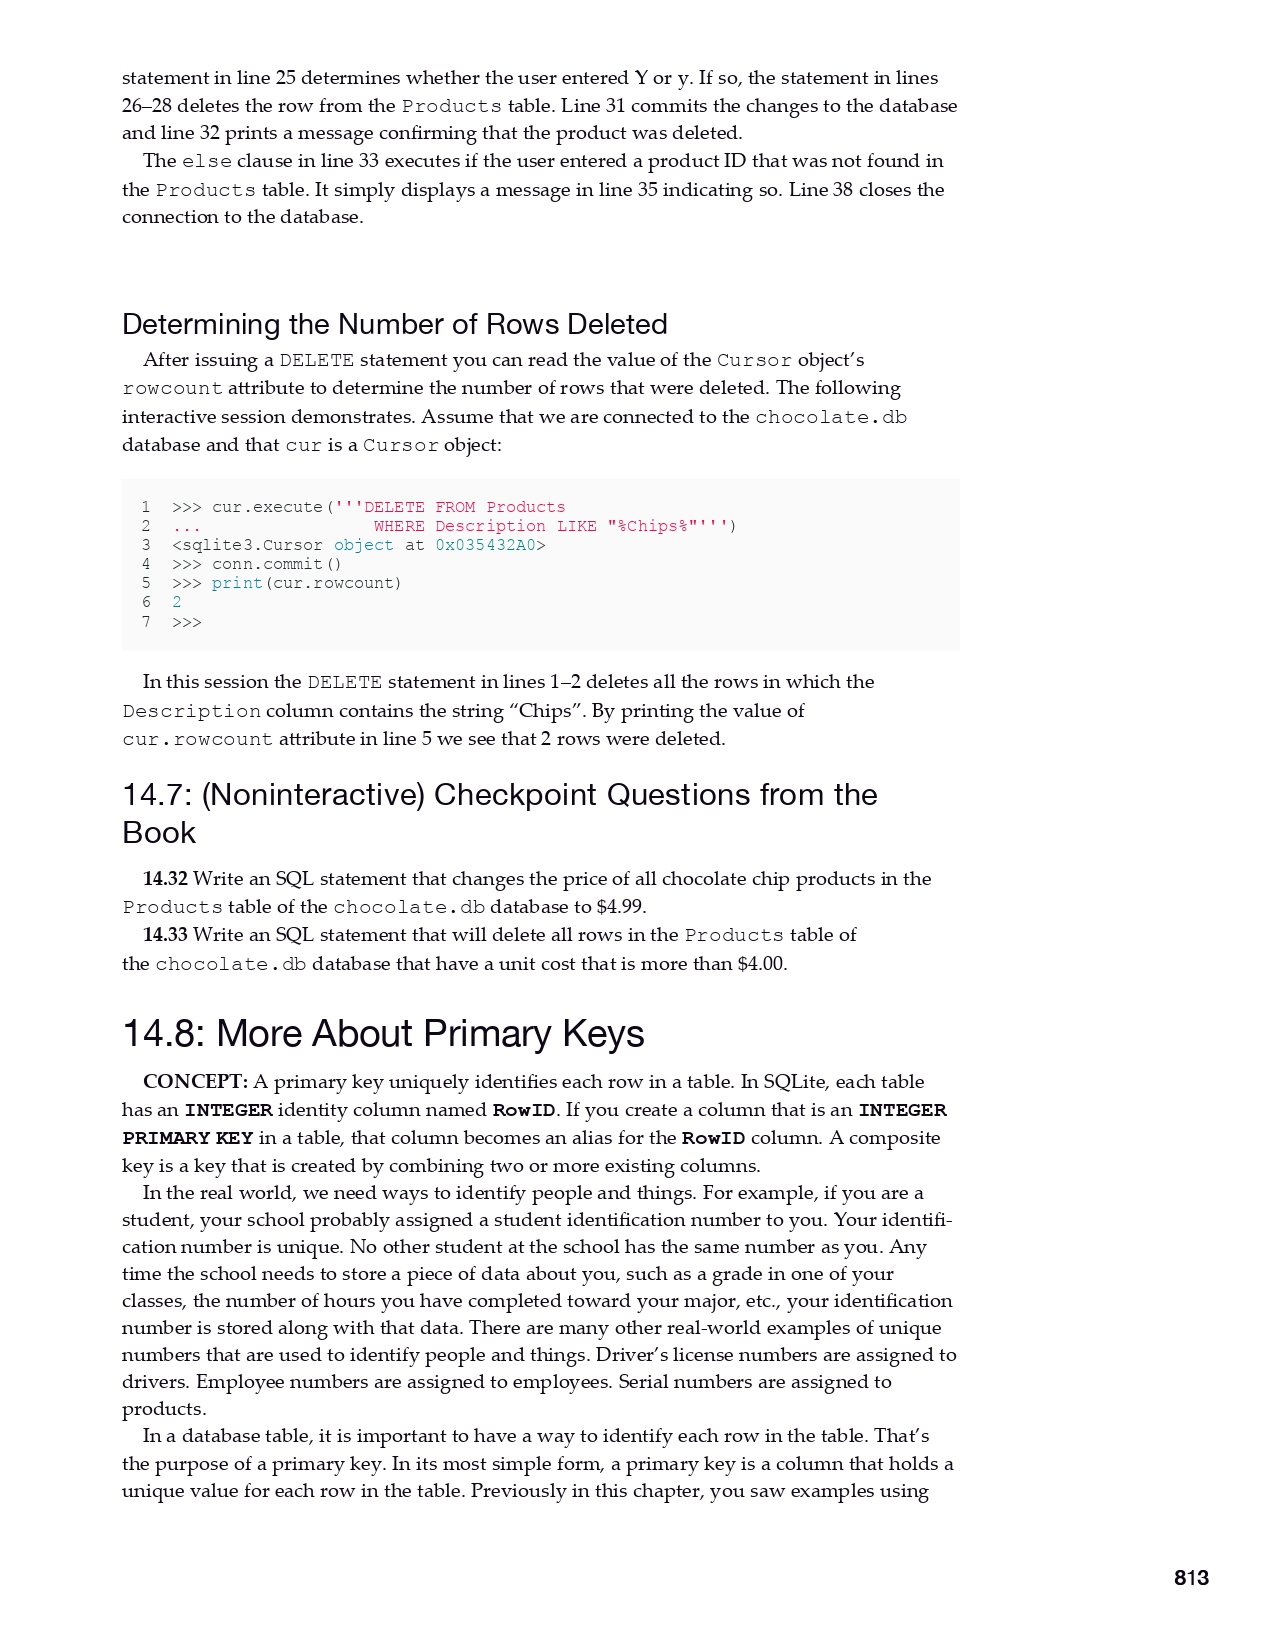 statement in line 25 determines whether the user entered Y or y. If so, the statement in lines
26–28 deletes the row from the Products table. Line 31 commits the changes to the database
and line 32 prints a message confirming that the product was deleted.
The else clause in line 33 executes if the user entered a product ID that was not found in
the Products table. It simply displays a message in line 35 indicating so. Line 38 closes the
connection to the database.
Determining the Number of Rows Deleted
After issuing a DELETE statement you can read the value of the Cursor object’s
rowcount attribute to determine the number of rows that were deleted. The following
interactive session demonstrates. Assume that we are connected to the chocolate.db
database and that cur is a Cursor object:
1 >>> cur.execute('''DELETE FROM Products
2 ...                 WHERE Description LIKE "%Chips%"''')
3 <sqlite3.Cursor object at 0x035432A0>
4 >>> conn.commit()
5 >>> print(cur.rowcount)
6 2
7 >>>
In this session the DELETE statement in lines 1–2 deletes all the rows in which the
Description column contains the string “Chips”. By printing the value of
cur.rowcount attribute in line 5 we see that 2 rows were deleted.
14.7: (Noninteractive) Checkpoint Questions from the
Book
14.32 Write an SQL statement that changes the price of all chocolate chip products in the
Products table of the chocolate.db database to $4.99.
14.33 Write an SQL statement that will delete all rows in the Products table of
the chocolate.db database that have a unit cost that is more than $4.00.
14.8: More About Primary Keys
CONCEPT: A primary key uniquely identifies each row in a table. In SQLite, each table
has an INTEGER identity column named RowID. If you create a column that is an INTEGER
PRIMARY KEY in a table, that column becomes an alias for the RowID column. A composite
key is a key that is created by combining two or more existing columns.
In the real world, we need ways to identify people and things. For example, if you are a
student, your school probably assigned a student identification number to you. Your identifi-
cation number is unique. No other student at the school has the same number as you. Any
time the school needs to store a piece of data about you, such as a grade in one of your
classes, the number of hours you have completed toward your major, etc., your identification
number is stored along with that data. There are many other real-world examples of unique
numbers that are used to identify people and things. Driver’s license numbers are assigned to
drivers. Employee numbers are assigned to employees. Serial numbers are assigned to
products.
In a database table, it is important to have a way to identify each row in the table. That’s
the purpose of a primary key. In its most simple form, a primary key is a column that holds a
unique value for each row in the table. Previously in this chapter, you saw examples using
813